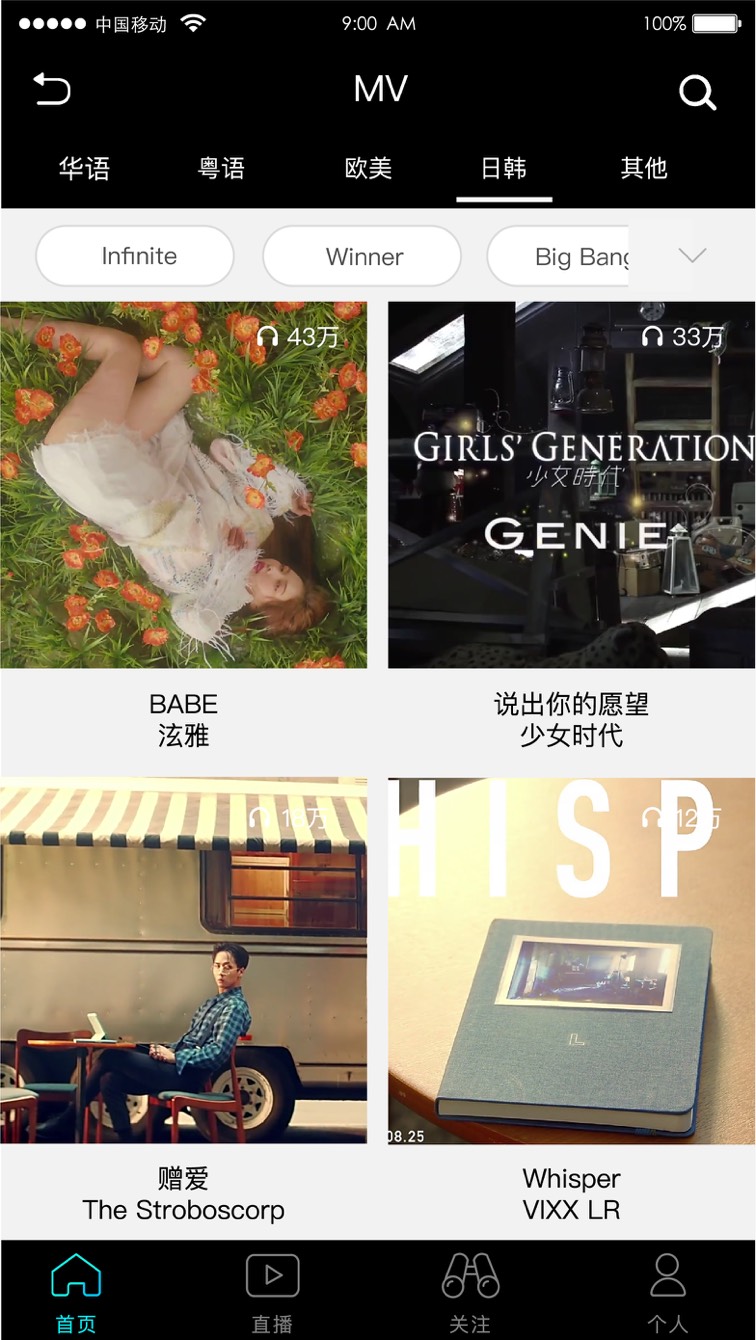 中国移动
9:00 AM
100%
MV
华语 粤语 欧美 日韩 其他
Infinite Winner Big Bang
43万
33万
GIRLS' GENERATION
少女時代
GENIE
BABE
泫雅
说出你的愿望
少女时代
HISP
12万
08.25
赠爱
The Stroboscorp
Whisper
VIXX LR
首页 直播 关注 个人